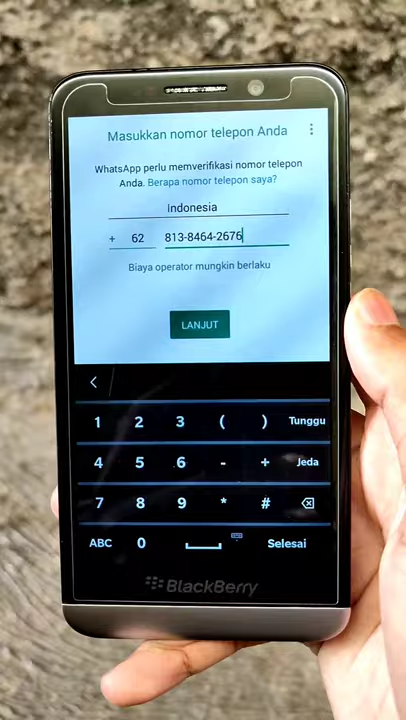 Masukkan nomor telepon Anda
WhatsApp perlu memverifikasi nomor telepon
Anda. Berapa nomor telepon saya?
Indonesia
+ 62 813-8464-2676
Biaya operator mungkin berlaku
LANJUT
1 2 3 ( ) Tunggu
4 5 6 - + Jeda
7 8 9 * #
ABC 0 Selesai
BlackBerry